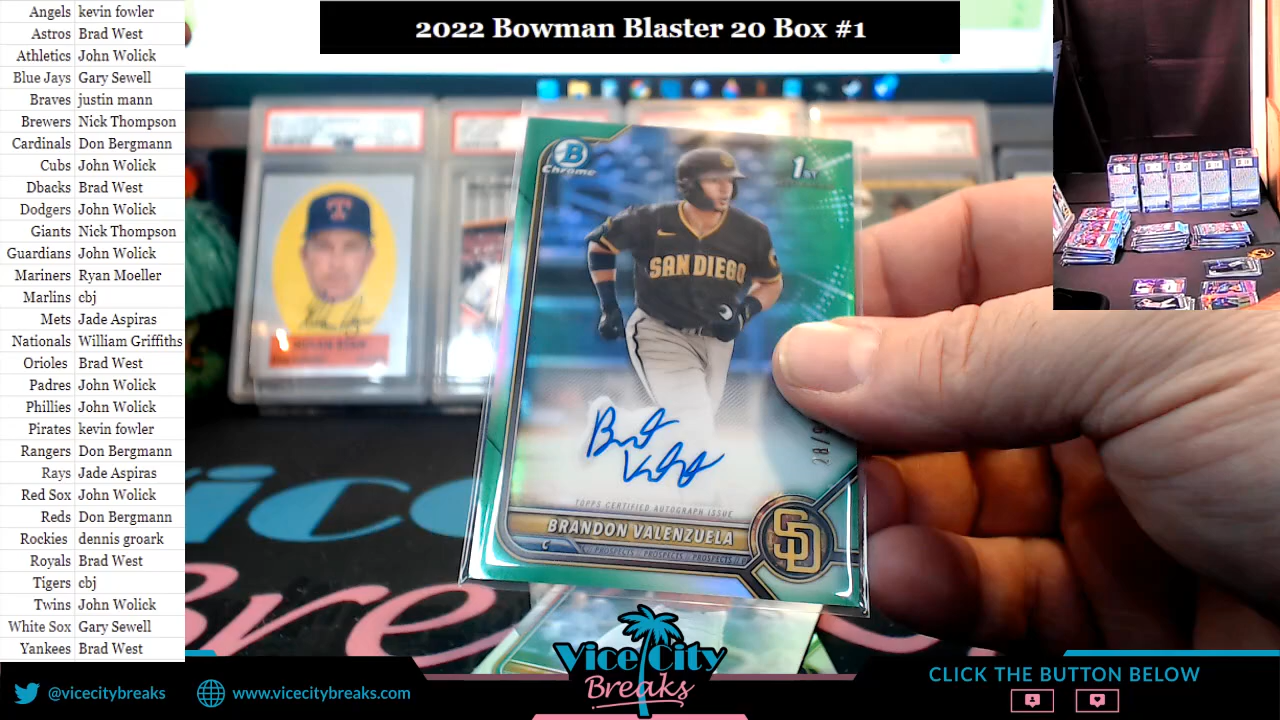 2022 Bowman Blaster 20 Box #1
Angels kevin fowler
Astros Brad West
Athletics John Wolick
Blue Jays Gary Sewell
Braves justin mann
Brewers Nick Thompson
Cardinals Don Bergmann
Cubs John Wolick
Dbacks Brad West
Dodgers John Wolick
Giants Nick Thompson
Guardians John Wolick
Mariners Ryan Moeller
Marlins cbj
Mets Jade Aspiras
Nationals William Griffiths
Orioles Brad West
Padres John Wolick
Phillies John Wolick
Pirates kevin fowler
Rangers Don Bergmann
Rays Jade Aspiras
Red Sox John Wolick
Reds Don Bergmann
Rockies dennis groark
Royals Brad West
Tigers cbj
Twins John Wolick
White Sox Gary Sewell
Yankees Brad West
B
Chrome
1ST
T
SAN DIEGO
TOPPS CERTIFIED AUTOGRAPH ISSUE
BRANDON VALENZUELA
C
PROSPECTS • PROSPECTS • PROSPECTS
SD
Vice City
Breaks
@vicecitybreaks
www.vicecitybreaks.com
CLICK THE BUTTON BELOW